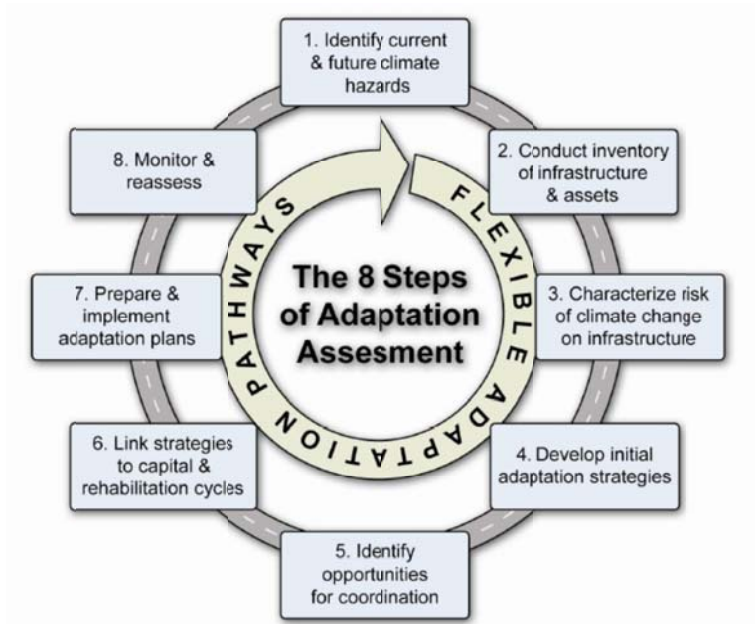 1. Identify current
& future climate
hazards
2. Conduct inventory
of infrastructure
& assets
3. Characterize risk
of climate change
on infrastructure
4. Develop initial
adaptation strategies
5. Identify
opportunities
for coordination
6. Link strategies
to capital &
rehabilitation cycles
7. Prepare &
implement
adaptation plans
8. Monitor &
reassess
FLEXIBLE ADAPTATION PATHWAYS
The 8 Steps
of Adaptation
Assesment